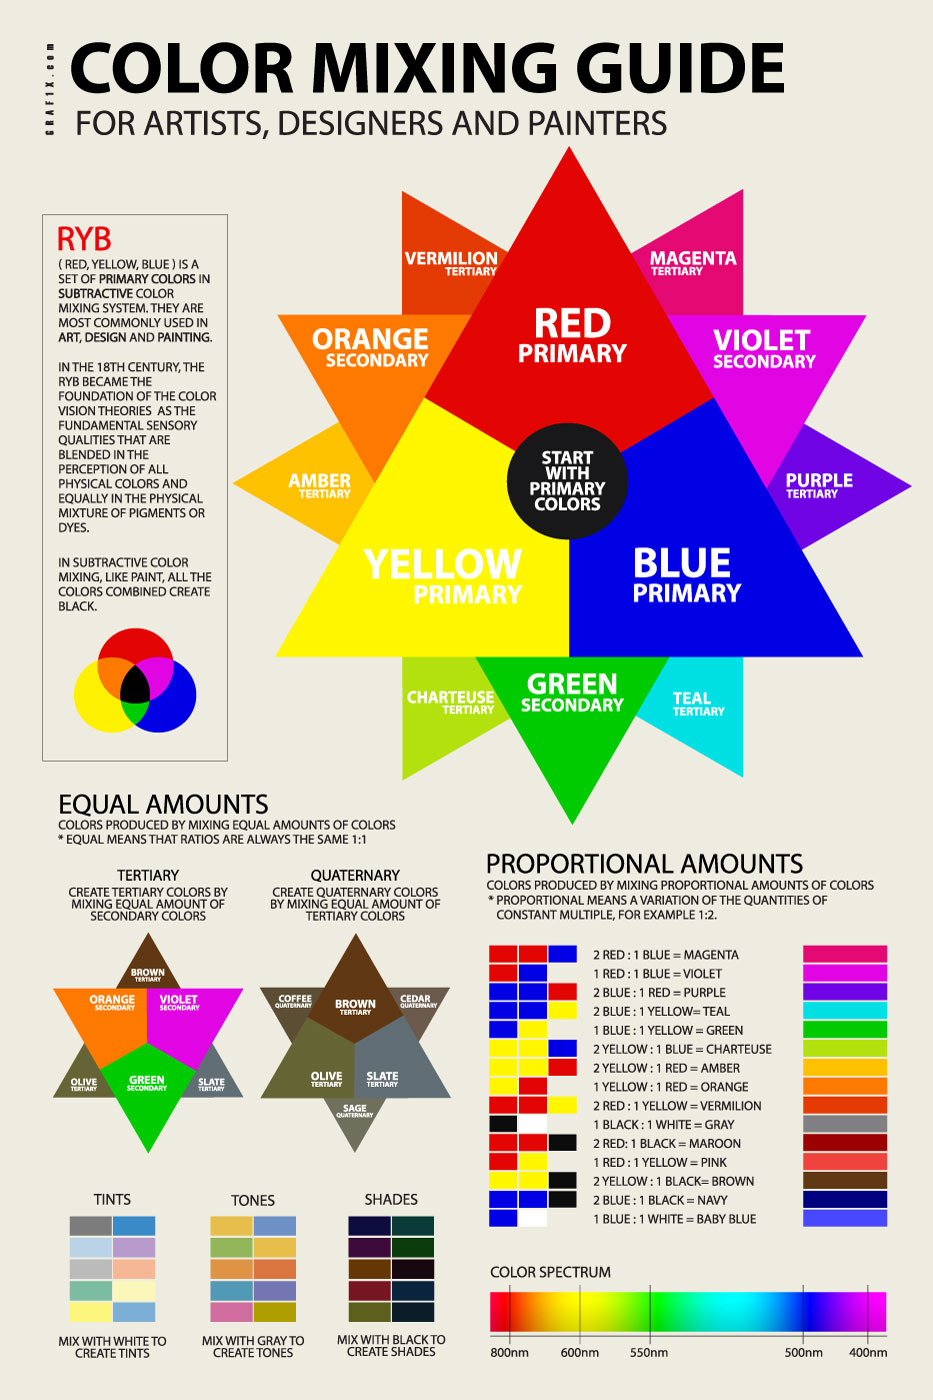 GRAF1X.com
COLOR MIXING GUIDE
FOR ARTISTS, DESIGNERS AND PAINTERS
RYB
( RED, YELLOW, BLUE ) IS A
SET OF PRIMARY COLORS IN
SUBTRACTIVE COLOR
MIXING SYSTEM. THEY ARE
MOST COMMONLY USED IN
ART, DESIGN AND PAINTING.
IN THE 18TH CENTURY, THE
RYB BECAME THE
FOUNDATION OF THE COLOR
VISION THEORIES AS THE
FUNDAMENTAL SENSORY
QUALITIES THAT ARE
BLENDED IN THE
PERCEPTION OF ALL
PHYSICAL COLORS AND
EQUALLY IN THE PHYSICAL
MIXTURE OF PIGMENTS OR
DYES.
IN SUBTRACTIVE COLOR
MIXING, LIKE PAINT, ALL THE
COLORS COMBINED CREATE
BLACK.
VERMILION
TERTIARY
MAGENTA
TERTIARY
RED
PRIMARY
ORANGE
SECONDARY
VIOLET
SECONDARY
AMBER
TERTIARY
START
WITH
PRIMARY
COLORS
PURPLE
TERTIARY
YELLOW
PRIMARY
BLUE
PRIMARY
CHARTEUSE
TERTIARY
GREEN
SECONDARY
TEAL
TERTIARY
EQUAL AMOUNTS
COLORS PRODUCED BY MIXING EQUAL AMOUNTS OF COLORS
* EQUAL MEANS THAT RATIOS ARE ALWAYS THE SAME 1:1
TERTIARY
CREATE TERTIARY COLORS BY
MIXING EQUAL AMOUNT OF
SECONDARY COLORS
BROWN
TERTIARY
ORANGE
SECONDARY
VIOLET
SECONDARY
OLIVE
TERTIARY
GREEN
SECONDARY
SLATE
TERTIARY
QUATERNARY
CREATE QUATERNARY COLORS
BY MIXING EQUAL AMOUNT OF
TERTIARY COLORS
COFFEE
QUATERNARY
BROWN
TERTIARY
CEDAR
QUATERNARY
OLIVE
TERTIARY
SLATE
TERTIARY
SAGE
QUATERNARY
PROPORTIONAL AMOUNTS
COLORS PRODUCED BY MIXING PROPORTIONAL AMOUNTS OF COLORS
* PROPORTIONAL MEANS A VARIATION OF THE QUANTITIES OF
CONSTANT MULTIPLE, FOR EXAMPLE 1:2.
2 RED : 1 BLUE = MAGENTA
1 RED : 1 BLUE = VIOLET
2 BLUE : 1 RED = PURPLE
2 BLUE : 1 YELLOW= TEAL
1 BLUE : 1 YELLOW = GREEN
2 YELLOW : 1 BLUE = CHARTEUSE
2 YELLOW : 1 RED = AMBER
1 YELLOW : 1 RED = ORANGE
2 RED : 1 YELLOW = VERMILION
1 BLACK : 1 WHITE = GRAY
2 RED: 1 BLACK = MAROON
1 RED : 1 YELLOW = PINK
2 YELLOW : 1 BLACK= BROWN
2 BLUE : 1 BLACK = NAVY
1 BLUE : 1 WHITE = BABY BLUE
TINTS
MIX WITH WHITE TO
CREATE TINTS
TONES
MIX WITH GRAY TO
CREATE TONES
SHADES
MIX WITH BLACK TO
CREATE SHADES
COLOR SPECTRUM
800nm 600nm 550nm 500nm 400nm